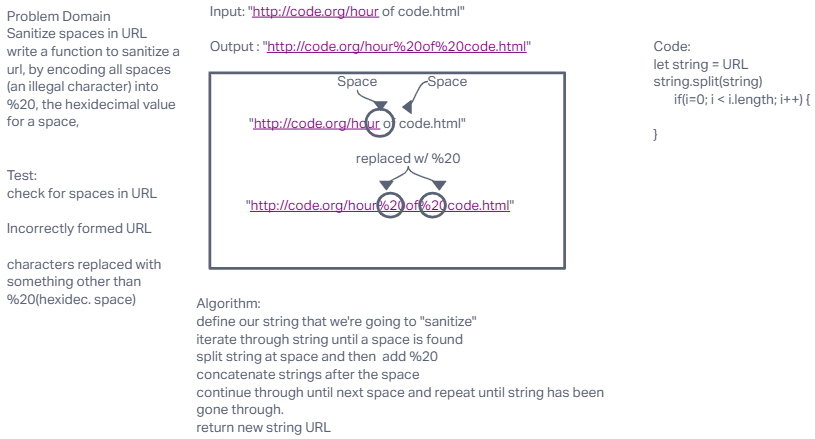 Problem Domain
Sanitize spaces in URL
write a function to sanitize a
url, by encoding all spaces
(an illegal character) into
%20, the hexidecimal value
for a space,
Test:
check for spaces in URL
Incorrectly formed URL
characters replaced with
something other than
%20(hexidec. space)
Input: "http://code.org/hour of code.html"
Output : "http://code.org/hour%20of%20code.html"
Space Space
"http://code.org/hour of code.html"
replaced w/ %20
"http://code.org/hour%20of%20code.html"
Algorithm:
define our string that we're going to "sanitize"
iterate through string until a space is found
split string at space and then  add %20
concatenate strings after the space
continue through until next space and repeat until string has been
gone through.
return new string URL
Code:
let string = URL
string.split(string)
if(i=0; i < i.length; i++) {
}